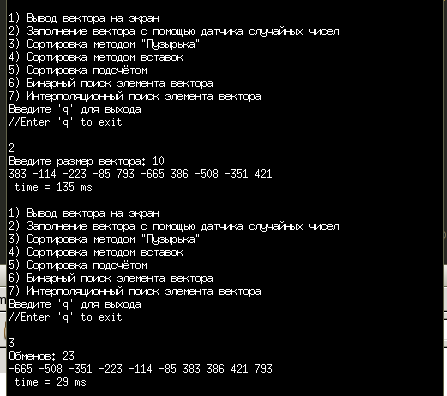 1) Вывод вектора на экран
2) Заполнение вектора с помощью датчика случайных чисел
3) Сортировка методом "Пузырька"
4) Сортировка методом вставок
5) Сортировка подсчётом
6) Бинарный поиск элемента вектора
7) Интерполяционный поиск элемента вектора
Введите 'q' для выхода
//Enter 'q' to exit
2
Введите размер вектора: 10
383 -114 -223 -85 793 -665 386 -508 -351 421
time = 135 ms
1) Вывод вектора на экран
2) Заполнение вектора с помощью датчика случайных чисел
3) Сортировка методом "Пузырька"
4) Сортировка методом вставок
5) Сортировка подсчётом
6) Бинарный поиск элемента вектора
7) Интерполяционный поиск элемента вектора
Введите 'q' для выхода
//Enter 'q' to exit
3
Обменов: 23
-665 -508 -351 -223 -114 -85 383 386 421 793
time = 29 ms